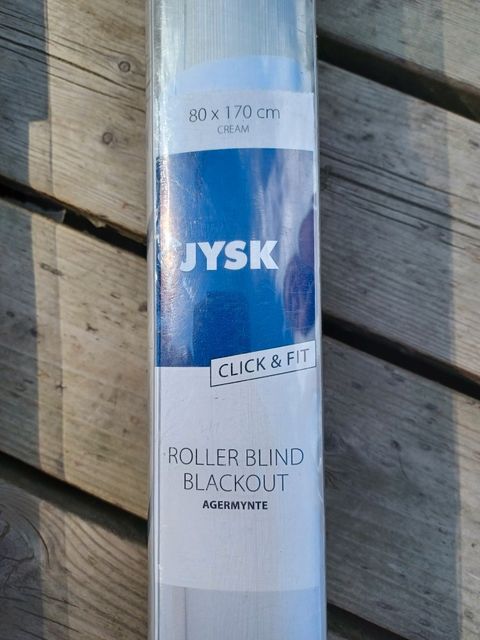 80 x 170 cm
CREAM
JYSK
CLICK & FIT
ROLLER BLIND
BLACKOUT
AGERMYNTE